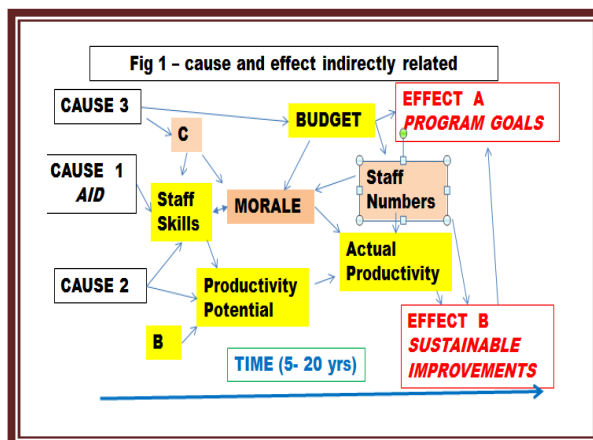 Fig 1 – cause and effect indirectly related
CAUSE 3
C
BUDGET
EFFECT A
PROGRAM GOALS
CAUSE 1
AID
Staff
Skills
MORALE
Staff
Numbers
Actual
Productivity
CAUSE 2
Productivity
Potential
B
TIME (5- 20 yrs)
EFFECT B
SUSTAINABLE
IMPROVEMENTS